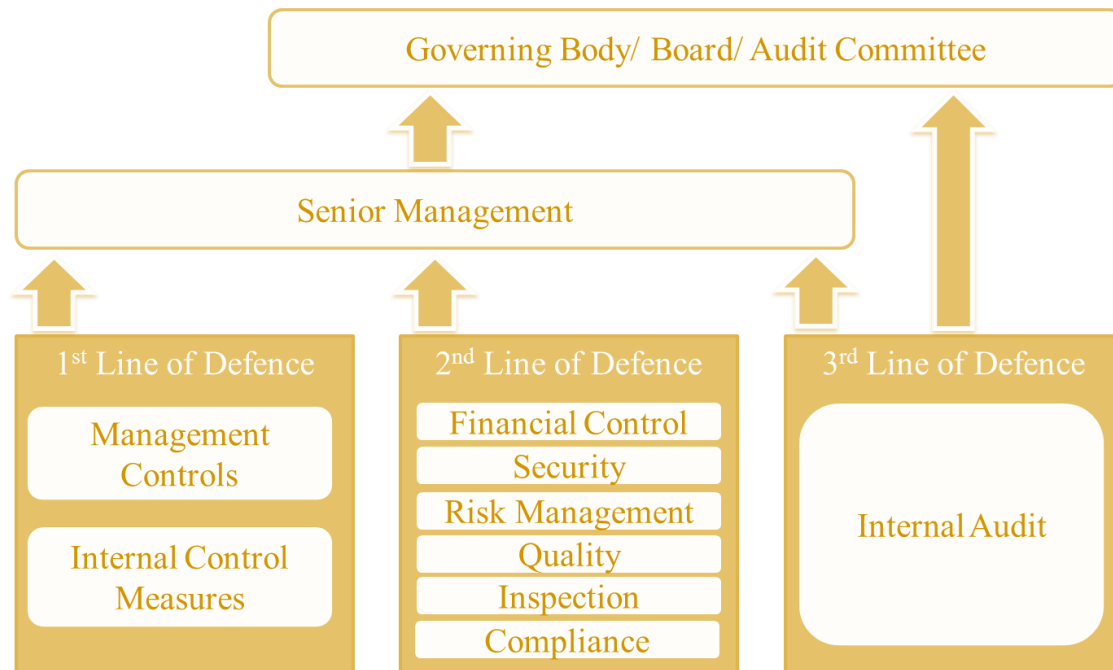 Governing Body/ Board/ Audit Committee
Senior Management
1st Line of Defence
Management
Controls
Internal Control
Measures
2nd Line of Defence
Financial Control
Security
Risk Management
Quality
Inspection
Compliance
3rd Line of Defence
Internal Audit